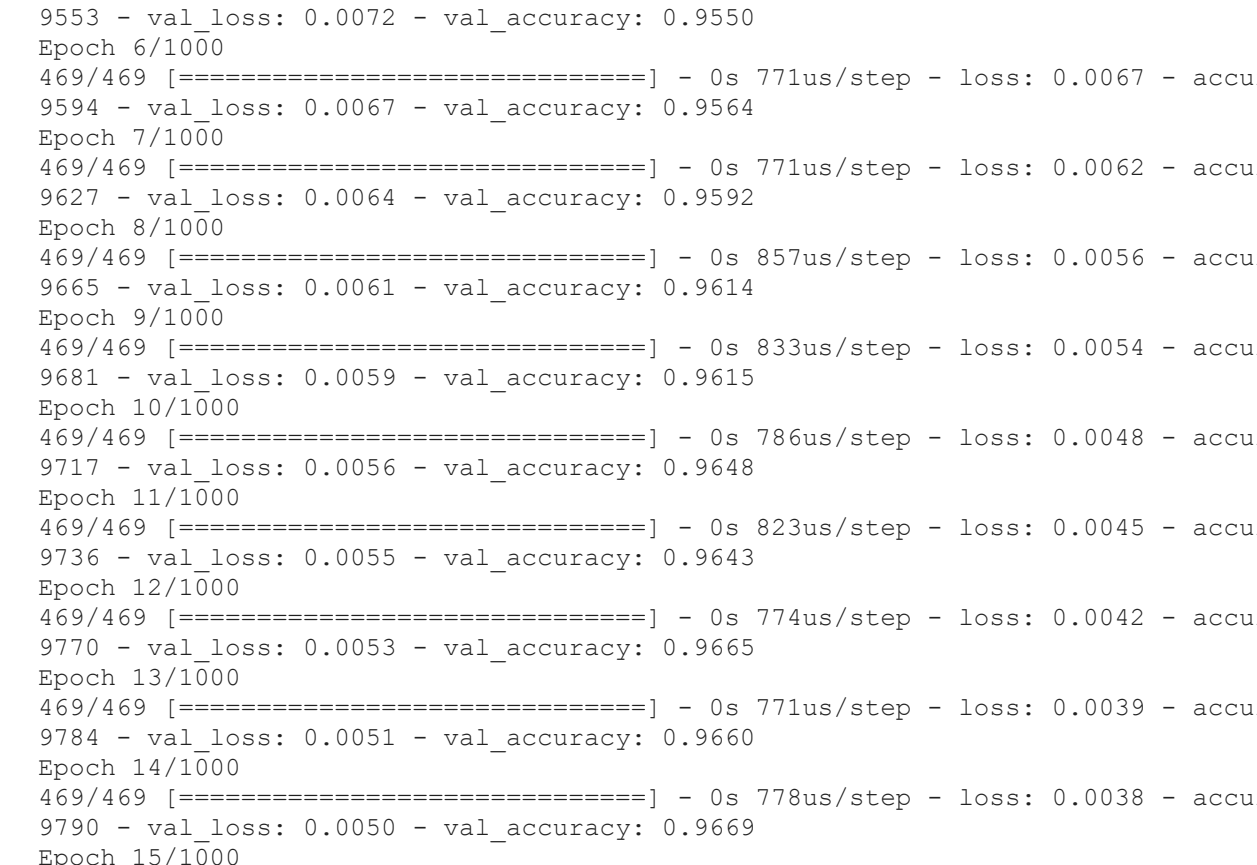 9553 - val_loss: 0.0072 - val_accuracy: 0.9550
Epoch 6/1000
469/469 [==============================] - 0s 771us/step - loss: 0.0067 - accu
9594 - val_loss: 0.0067 - val_accuracy: 0.9564
Epoch 7/1000
469/469 [==============================] - 0s 771us/step - loss: 0.0062 - accu
9627 - val_loss: 0.0064 - val_accuracy: 0.9592
Epoch 8/1000
469/469 [==============================] - 0s 857us/step - loss: 0.0056 - accu
9665 - val_loss: 0.0061 - val_accuracy: 0.9614
Epoch 9/1000
469/469 [==============================] - 0s 833us/step - loss: 0.0054 - accu
9681 - val_loss: 0.0059 - val_accuracy: 0.9615
Epoch 10/1000
469/469 [==============================] - 0s 786us/step - loss: 0.0048 - accu
9717 - val_loss: 0.0056 - val_accuracy: 0.9648
Epoch 11/1000
469/469 [==============================] - 0s 823us/step - loss: 0.0045 - accu
9736 - val_loss: 0.0055 - val_accuracy: 0.9643
Epoch 12/1000
469/469 [==============================] - 0s 774us/step - loss: 0.0042 - accu
9770 - val_loss: 0.0053 - val_accuracy: 0.9665
Epoch 13/1000
469/469 [==============================] - 0s 771us/step - loss: 0.0039 - accu
9784 - val_loss: 0.0051 - val_accuracy: 0.9660
Epoch 14/1000
469/469 [==============================] - 0s 778us/step - loss: 0.0038 - accu
9790 - val_loss: 0.0050 - val_accuracy: 0.9669
Epoch 15/1000